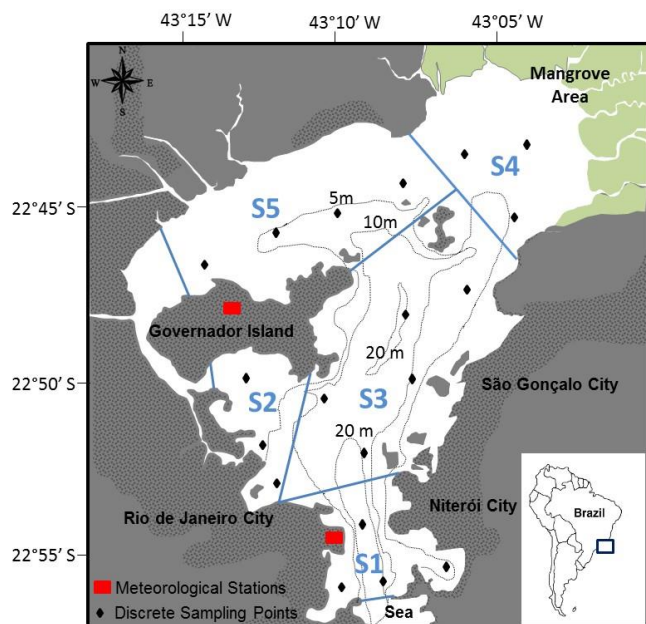 43°15′ W
43°10′ W
43°05′ W
N
W
E
S
Mangrove
Area
S4
22°45′ S
S5
5m
10m
Governador Island
22°50′ S
S2
20 m
S3
São Gonçalo City
20 m
Rio de Janeiro City
Niterói City
Brazil
22°55′ S
S1
Meteorological Stations
Discrete Sampling Points
Sea